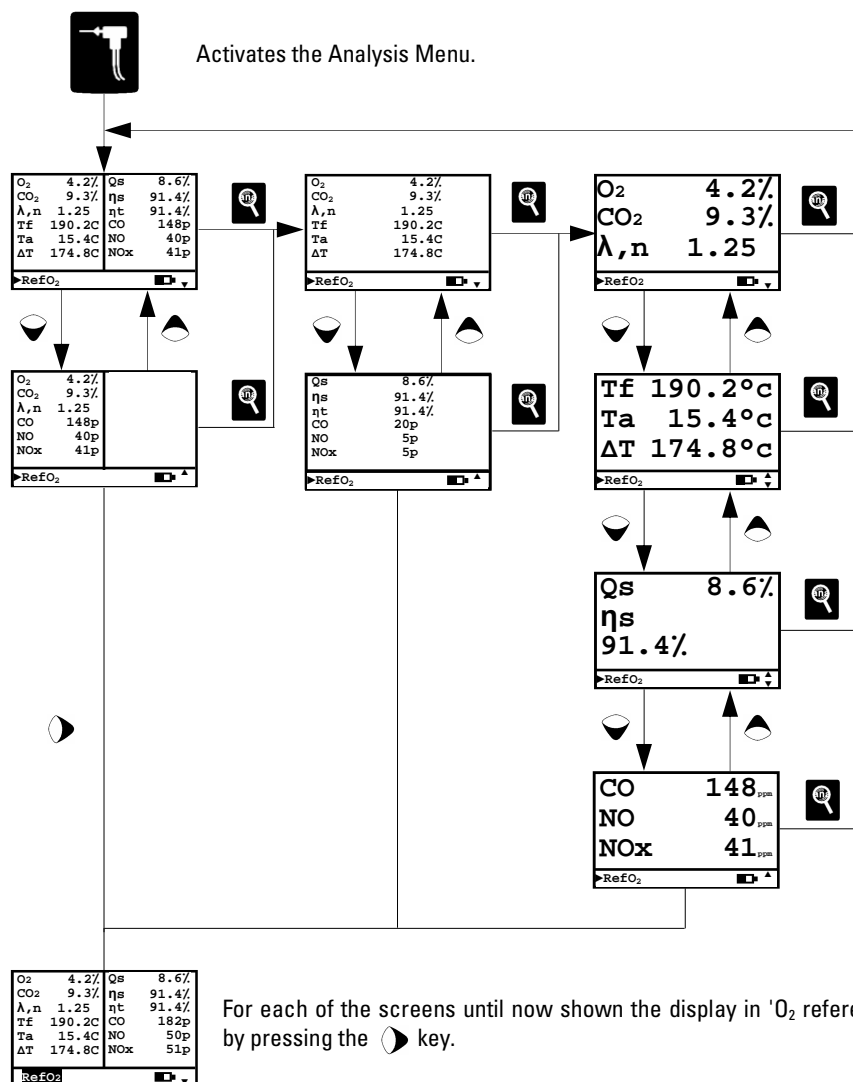 Activates the Analysis Menu.
O₂ 4.2% Qs 8.6%
CO₂ 9.3% ηs 91.4%
λ,n 1.25 ηt 91.4%
Tf 190.2C CO 148p
Ta 15.4C NO 40p
ΔT 174.8C NOx 41p
▶RefO₂
ana
O₂ 4.2%
CO₂ 9.3%
λ,n 1.25
Tf 190.2C
Ta 15.4C
ΔT 174.8C
▶RefO₂
ana
O₂ 4.2%
CO₂ 9.3%
λ,n 1.25
▶RefO₂
ana
O₂ 4.2%
CO₂ 9.3%
λ,n 1.25
CO 148p
NO 40p
NOx 41p
▶RefO₂
ana
Qs 8.6%
ηs 91.4%
ηt 91.4%
CO 20p
NO 5p
NOx 5p
▶RefO₂
ana
Tf 190.2°c
Ta 15.4°c
ΔT 174.8°c
▶RefO₂
ana
Qs 8.6%
ηs
91.4%
▶RefO₂
ana
CO 148ppm
NO 40ppm
NOx 41ppm
▶RefO₂
ana
O2 4.2% Qs 8.6%
CO2 9.3% ηs 91.4%
λ,n 1.25 ηt 91.4%
Tf 190.2C CO 182p
Ta 15.4C NO 50p
ΔT 174.8C NOx 51p
RefO2
For each of the screens until now shown the display in 'O₂ refere
by pressing the key.